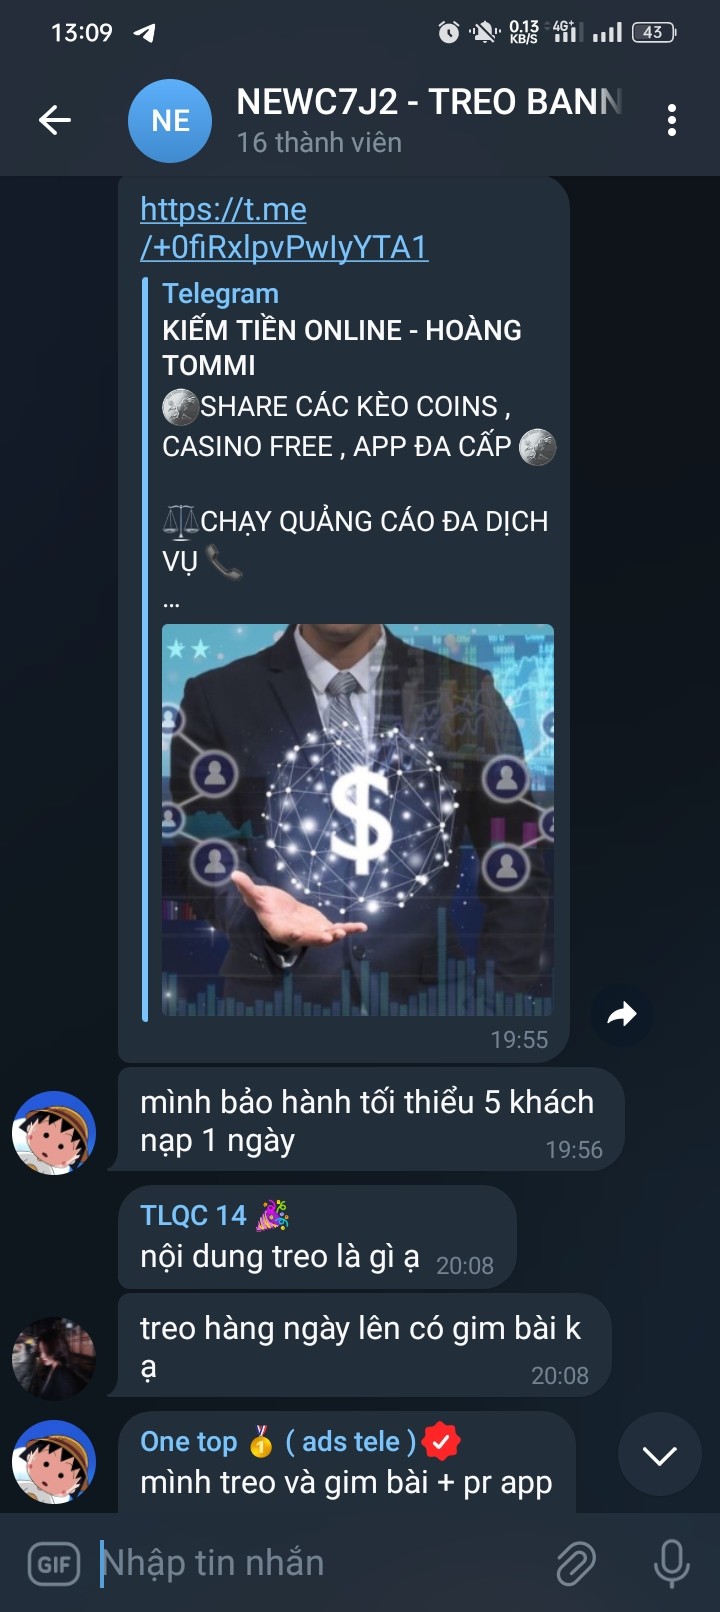 13:09
0.13
KB/S
4G+
43
NE
NEWC7J2 - TREO BANN
16 thành viên
https://t.me
/+0fiRxlpvPwIyYTA1
Telegram
KIẾM TIỀN ONLINE - HOÀNG
TOMMI
SHARE CÁC KÈO COINS ,
CASINO FREE , APP ĐA CẤP
CHẠY QUẢNG CÁO ĐA DỊCH
VỤ
...
$
19:55
mình bảo hành tối thiểu 5 khách
nạp 1 ngày
19:56
TLQC 14
nội dung treo là gì ạ
20:08
treo hàng ngày lên có gim bài k
ạ
20:08
One top 🥇 ( ads tele )
mình treo và gim bài + pr app
GIF
Nhập tin nhắn